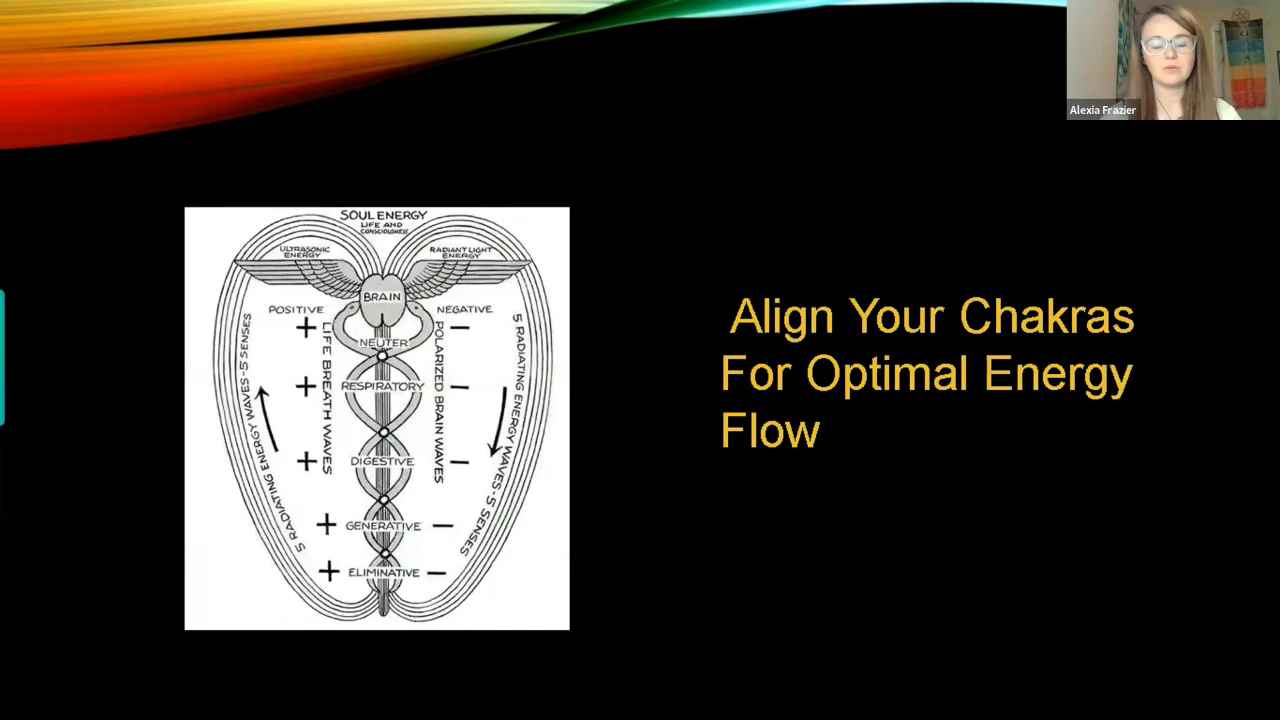 Alexia Frazier
SOUL ENERGY
LIFE AND
CONSCIOUSNESS
ULTRASONIC
ENERGY
RADIANT LIGHT
ENERGY
BRAIN
POSITIVE
NEGATIVE
+ −
NEUTER
LIFE BREATH WAVES
POLARIZED BRAIN WAVES
5 RADIATING ENERGY WAVES-5 SENSES
5 RADIATING ENERGY WAVES-5 SENSES
+ RESPIRATORY −
+ DIGESTIVE −
+ GENERATIVE −
+ ELIMINATIVE −
Align Your Chakras
For Optimal Energy
Flow